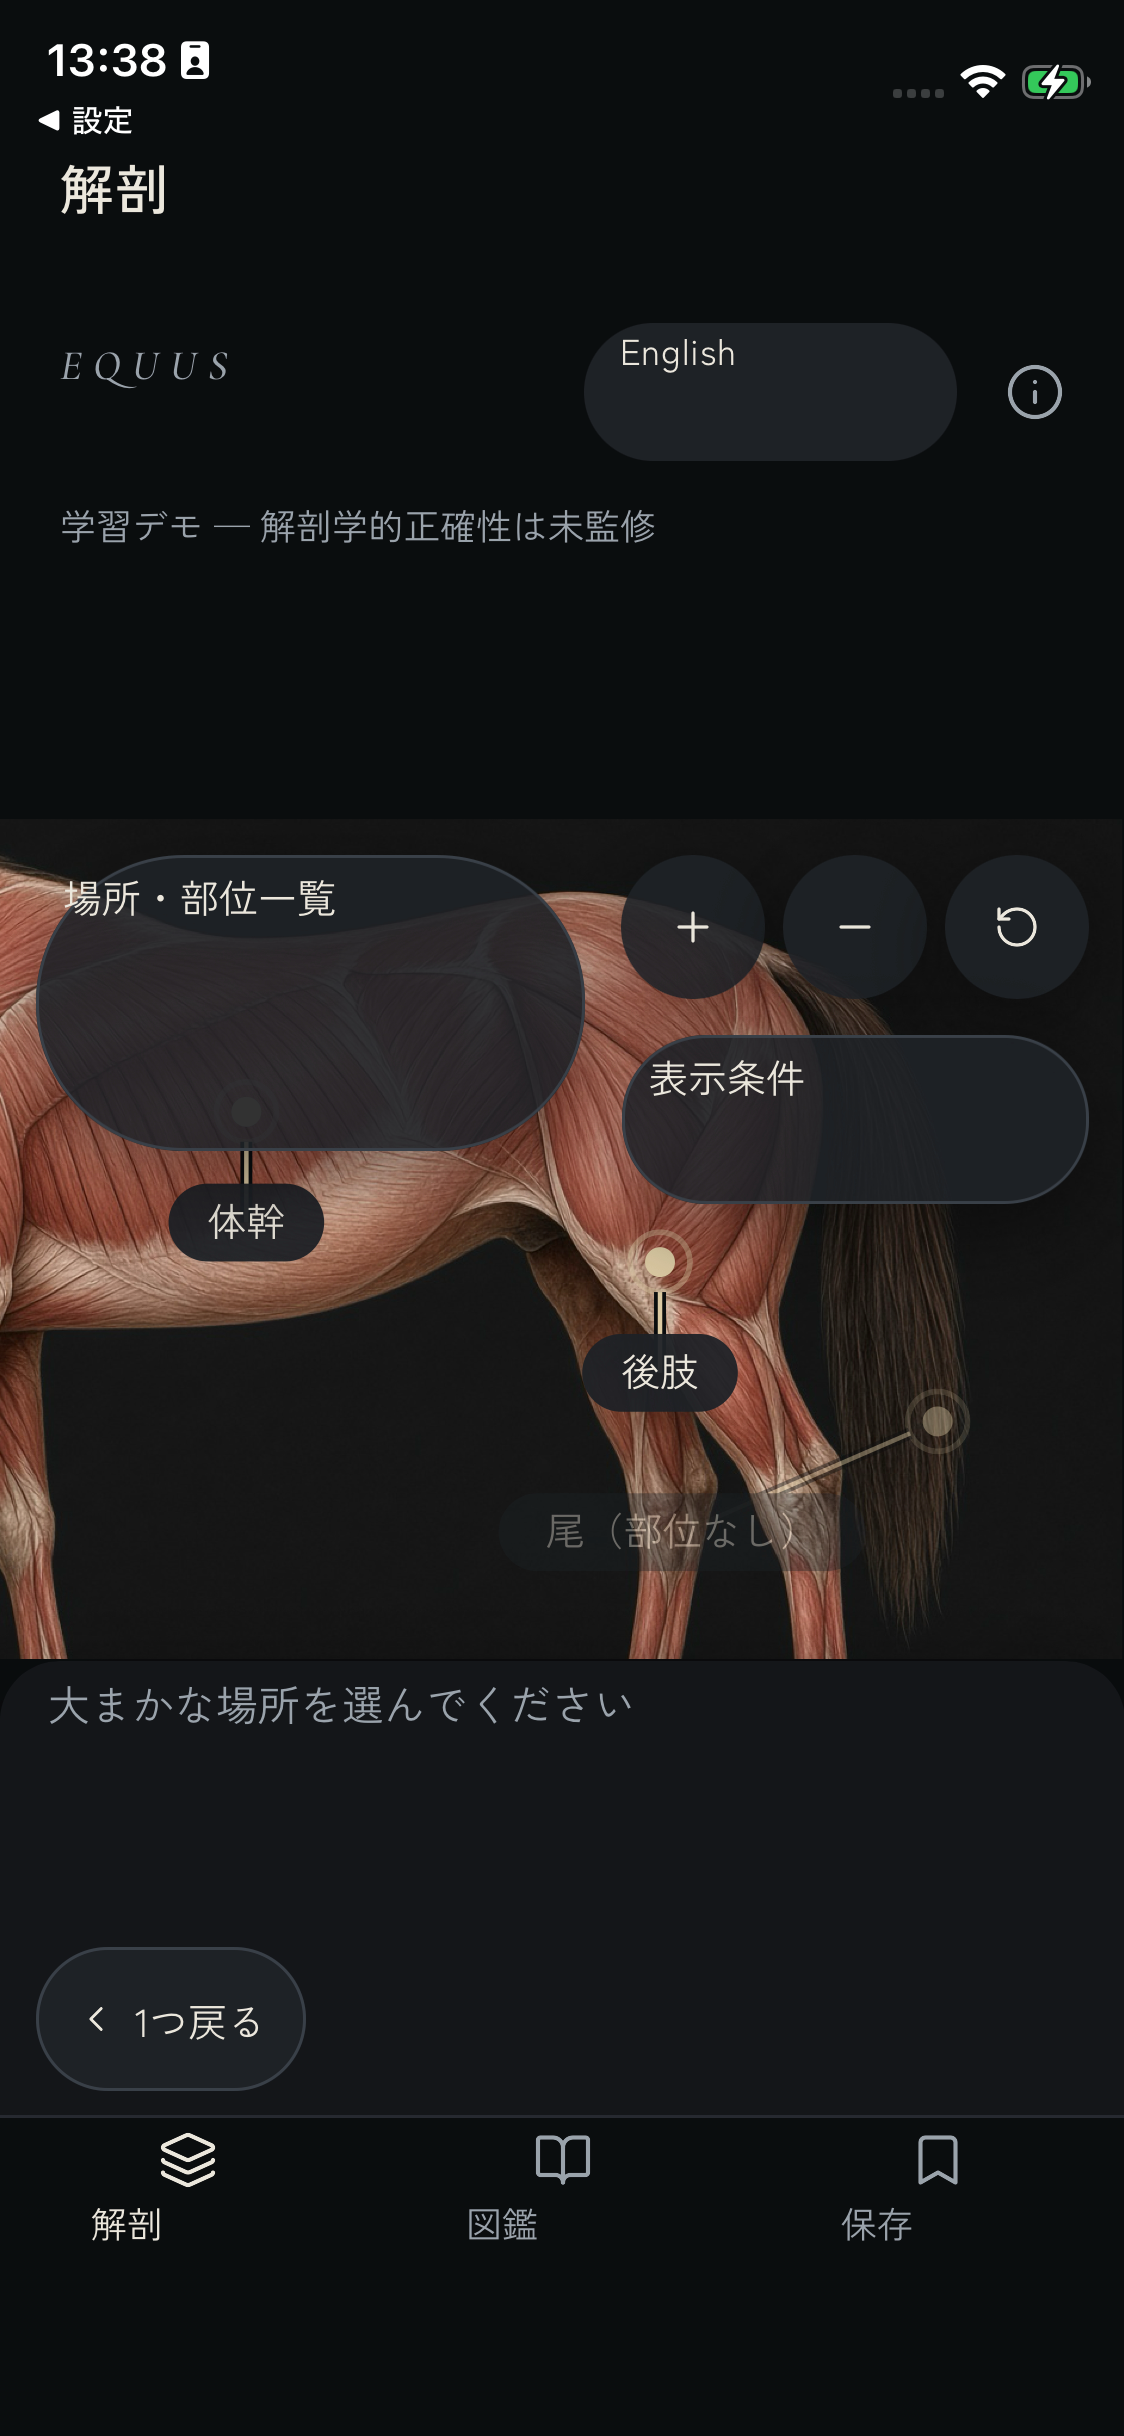 13:38
設定
解剖
EQUUS
English
学習デモ — 解剖学的正確性は未監修
場所・部位一覧
表示条件
体幹
後肢
尾（部位なし）
大まかな場所を選んでください
1つ戻る
解剖
図鑑
保存